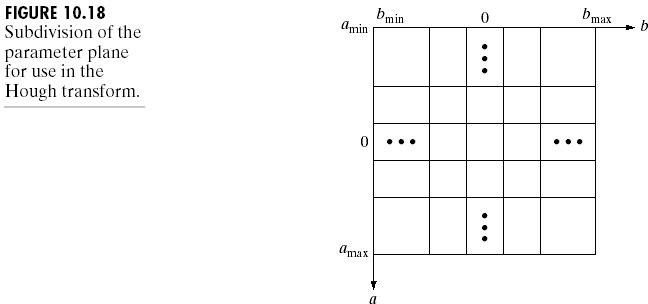 FIGURE 10.18
Subdivision of the
parameter plane
for use in the
Hough transform.
b_min 0 b_max
a_min b
0
a_max
a